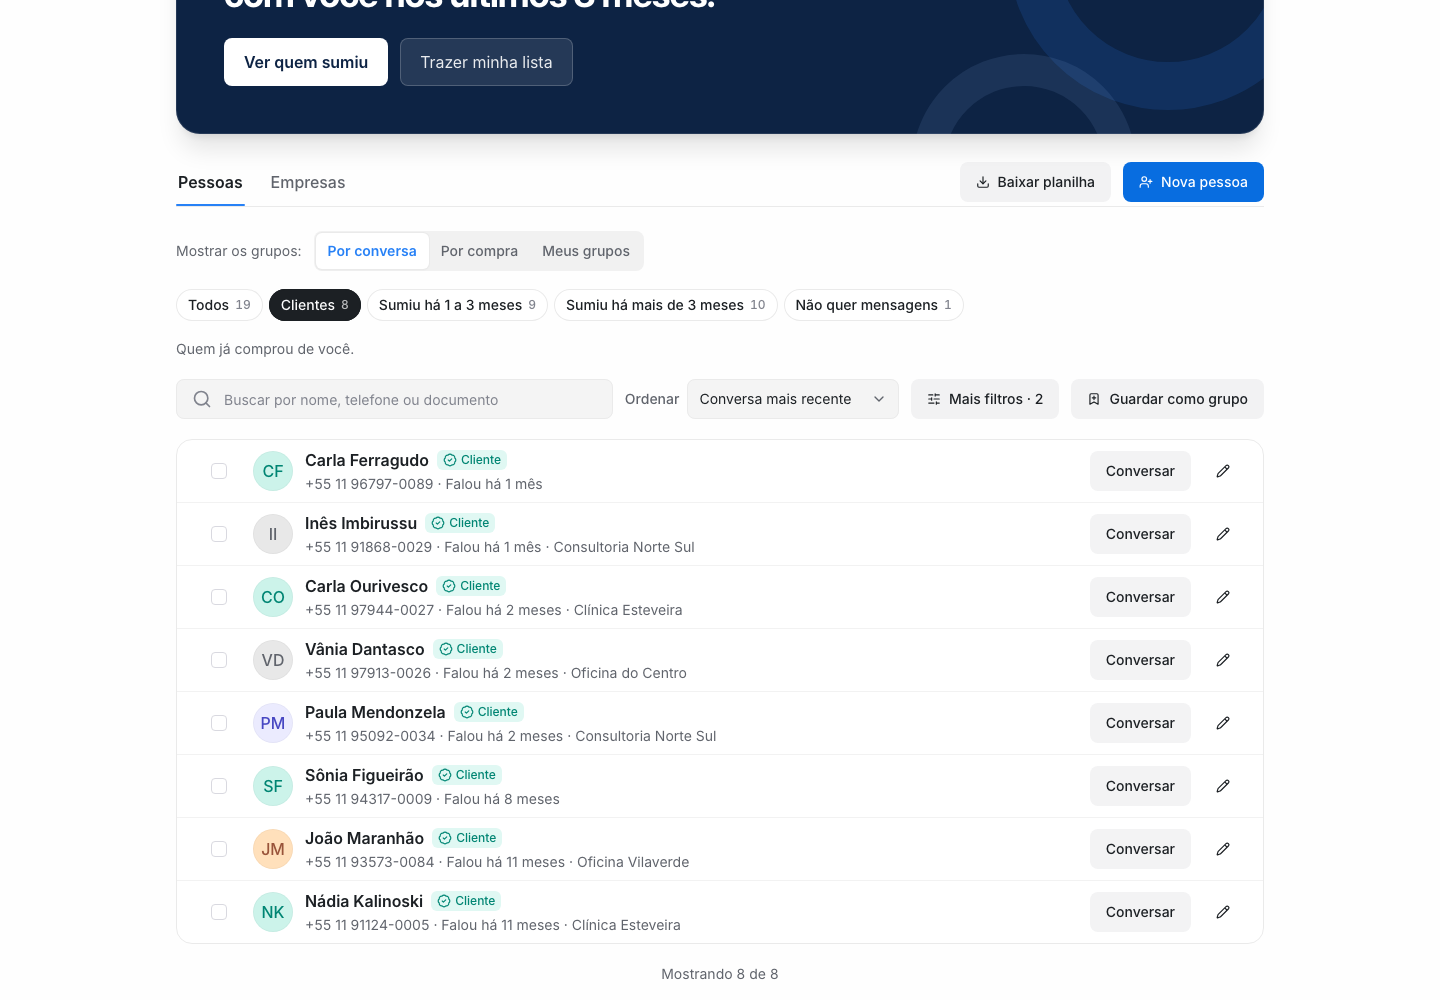 com você nos últimos 8 meses.
Ver quem sumiu
Trazer minha lista
Pessoas
Empresas
Baixar planilha
Nova pessoa
Mostrar os grupos:
Por conversa
Por compra
Meus grupos
Todos 19
Clientes 8
Sumiu há 1 a 3 meses 9
Sumiu há mais de 3 meses 10
Não quer mensagens 1
Quem já comprou de você.
Buscar por nome, telefone ou documento
Ordenar
Conversa mais recente
Mais filtros · 2
Guardar como grupo
CF
Carla Ferragudo
Cliente
+55 11 96797-0089 · Falou há 1 mês
Conversar
II
Inês Imbirussu
Cliente
+55 11 91868-0029 · Falou há 1 mês · Consultoria Norte Sul
Conversar
CO
Carla Ourivesco
Cliente
+55 11 97944-0027 · Falou há 2 meses · Clínica Esteveira
Conversar
VD
Vânia Dantasco
Cliente
+55 11 97913-0026 · Falou há 2 meses · Oficina do Centro
Conversar
PM
Paula Mendonzela
Cliente
+55 11 95092-0034 · Falou há 2 meses · Consultoria Norte Sul
Conversar
SF
Sônia Figueirão
Cliente
+55 11 94317-0009 · Falou há 8 meses
Conversar
JM
João Maranhão
Cliente
+55 11 93573-0084 · Falou há 11 meses · Oficina Vilaverde
Conversar
NK
Nádia Kalinoski
Cliente
+55 11 91124-0005 · Falou há 11 meses · Clínica Esteveira
Conversar
Mostrando 8 de 8